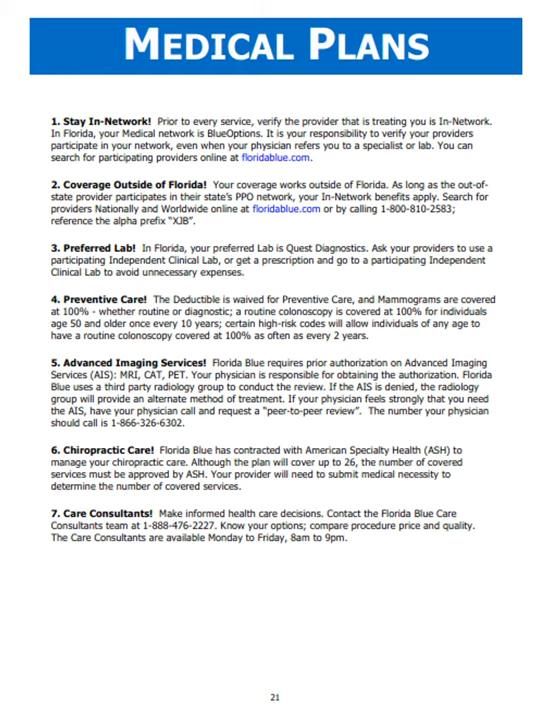 MEDICAL PLANS
1. Stay In-Network! Prior to every service, verify the provider that is treating you is In-Network.
In Florida, your Medical network is BlueOptions. It is your responsibility to verify your providers
participate in your network, even when your physician refers you to a specialist or lab. You can
search for participating providers online at floridablue.com.
2. Coverage Outside of Florida! Your coverage works outside of Florida. As long as the out-of-
state provider participates in their state's PPO network, your In-Network benefits apply. Search for
providers Nationally and Worldwide online at floridablue.com or by calling 1-800-810-2583;
reference the alpha prefix "XJB".
3. Preferred Lab! In Florida, your preferred Lab is Quest Diagnostics. Ask your providers to use a
participating Independent Clinical Lab, or get a prescription and go to a participating Independent
Clinical Lab to avoid unnecessary expenses.
4. Preventive Care! The Deductible is waived for Preventive Care, and Mammograms are covered
at 100% - whether routine or diagnostic; a routine colonoscopy is covered at 100% for individuals
age 50 and older once every 10 years; certain high-risk codes will allow individuals of any age to
have a routine colonoscopy covered at 100% as often as every 2 years.
5. Advanced Imaging Services! Florida Blue requires prior authorization on Advanced Imaging
Services (AIS): MRI, CAT, PET. Your physician is responsible for obtaining the authorization. Florida
Blue uses a third party radiology group to conduct the review. If the AIS is denied, the radiology
group will provide an alternate method of treatment. If your physician feels strongly that you need
the AIS, have your physician call and request a "peer-to-peer review". The number your physician
should call is 1-866-326-6302.
6. Chiropractic Care! Florida Blue has contracted with American Specialty Health (ASH) to
manage your chiropractic care. Although the plan will cover up to 26, the number of covered
services must be approved by ASH. Your provider will need to submit medical necessity to
determine the number of covered services.
7. Care Consultants! Make informed health care decisions. Contact the Florida Blue Care
Consultants team at 1-888-476-2227. Know your options; compare procedure price and quality.
The Care Consultants are available Monday to Friday, 8am to 9pm.
21